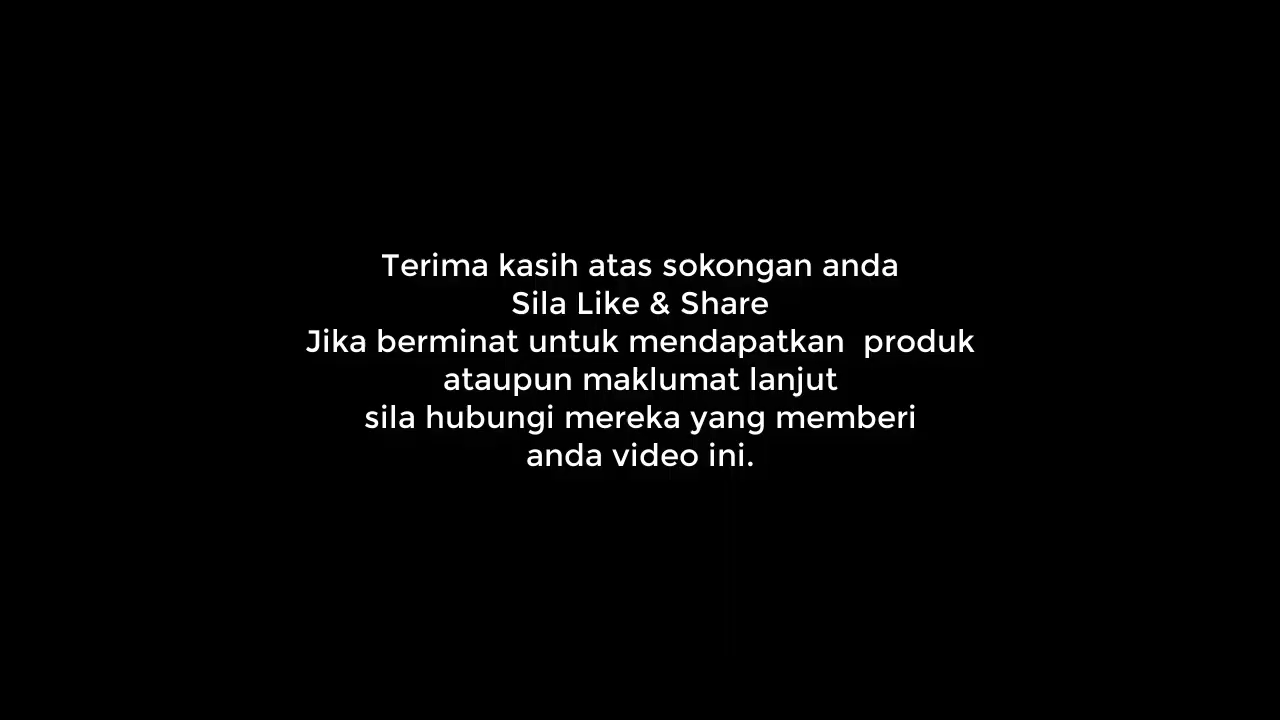 Terima kasih atas sokongan anda
Sila Like & Share
Jika berminat untuk mendapatkan  produk
ataupun maklumat lanjut
sila hubungi mereka yang memberi
anda video ini.